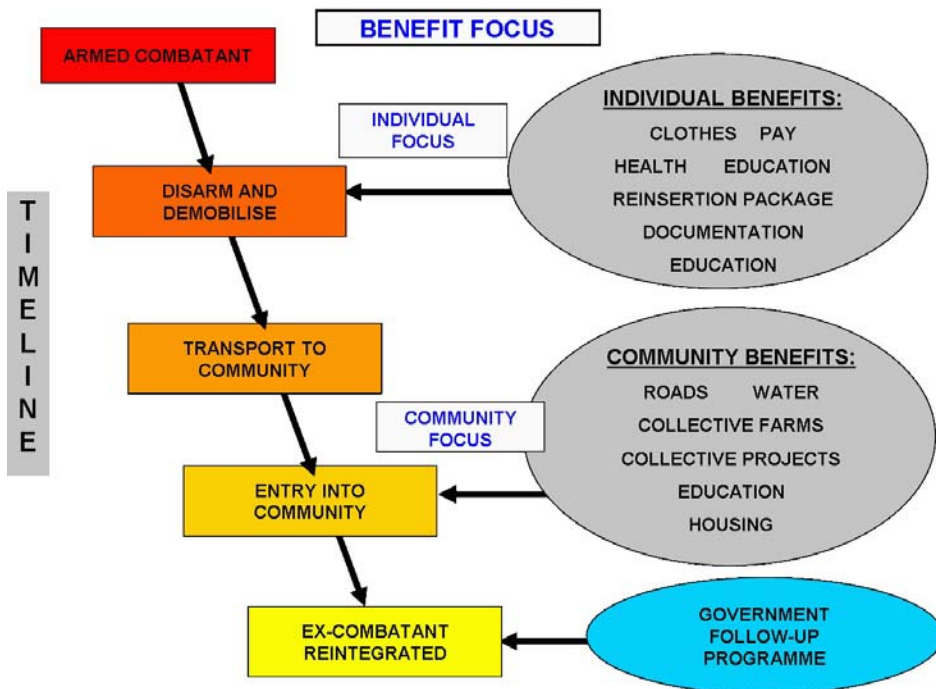 BENEFIT FOCUS
ARMED COMBATANT
INDIVIDUAL
FOCUS
INDIVIDUAL BENEFITS:
CLOTHES PAY
HEALTH EDUCATION
REINSERTION PACKAGE
DOCUMENTATION
EDUCATION
DISARM AND
DEMOBILISE
TIMELINE
TRANSPORT TO
COMMUNITY
COMMUNITY
FOCUS
COMMUNITY BENEFITS:
ROADS WATER
COLLECTIVE FARMS
COLLECTIVE PROJECTS
EDUCATION
HOUSING
ENTRY INTO
COMMUNITY
EX-COMBATANT
REINTEGRATED
GOVERNMENT
FOLLOW-UP
PROGRAMME